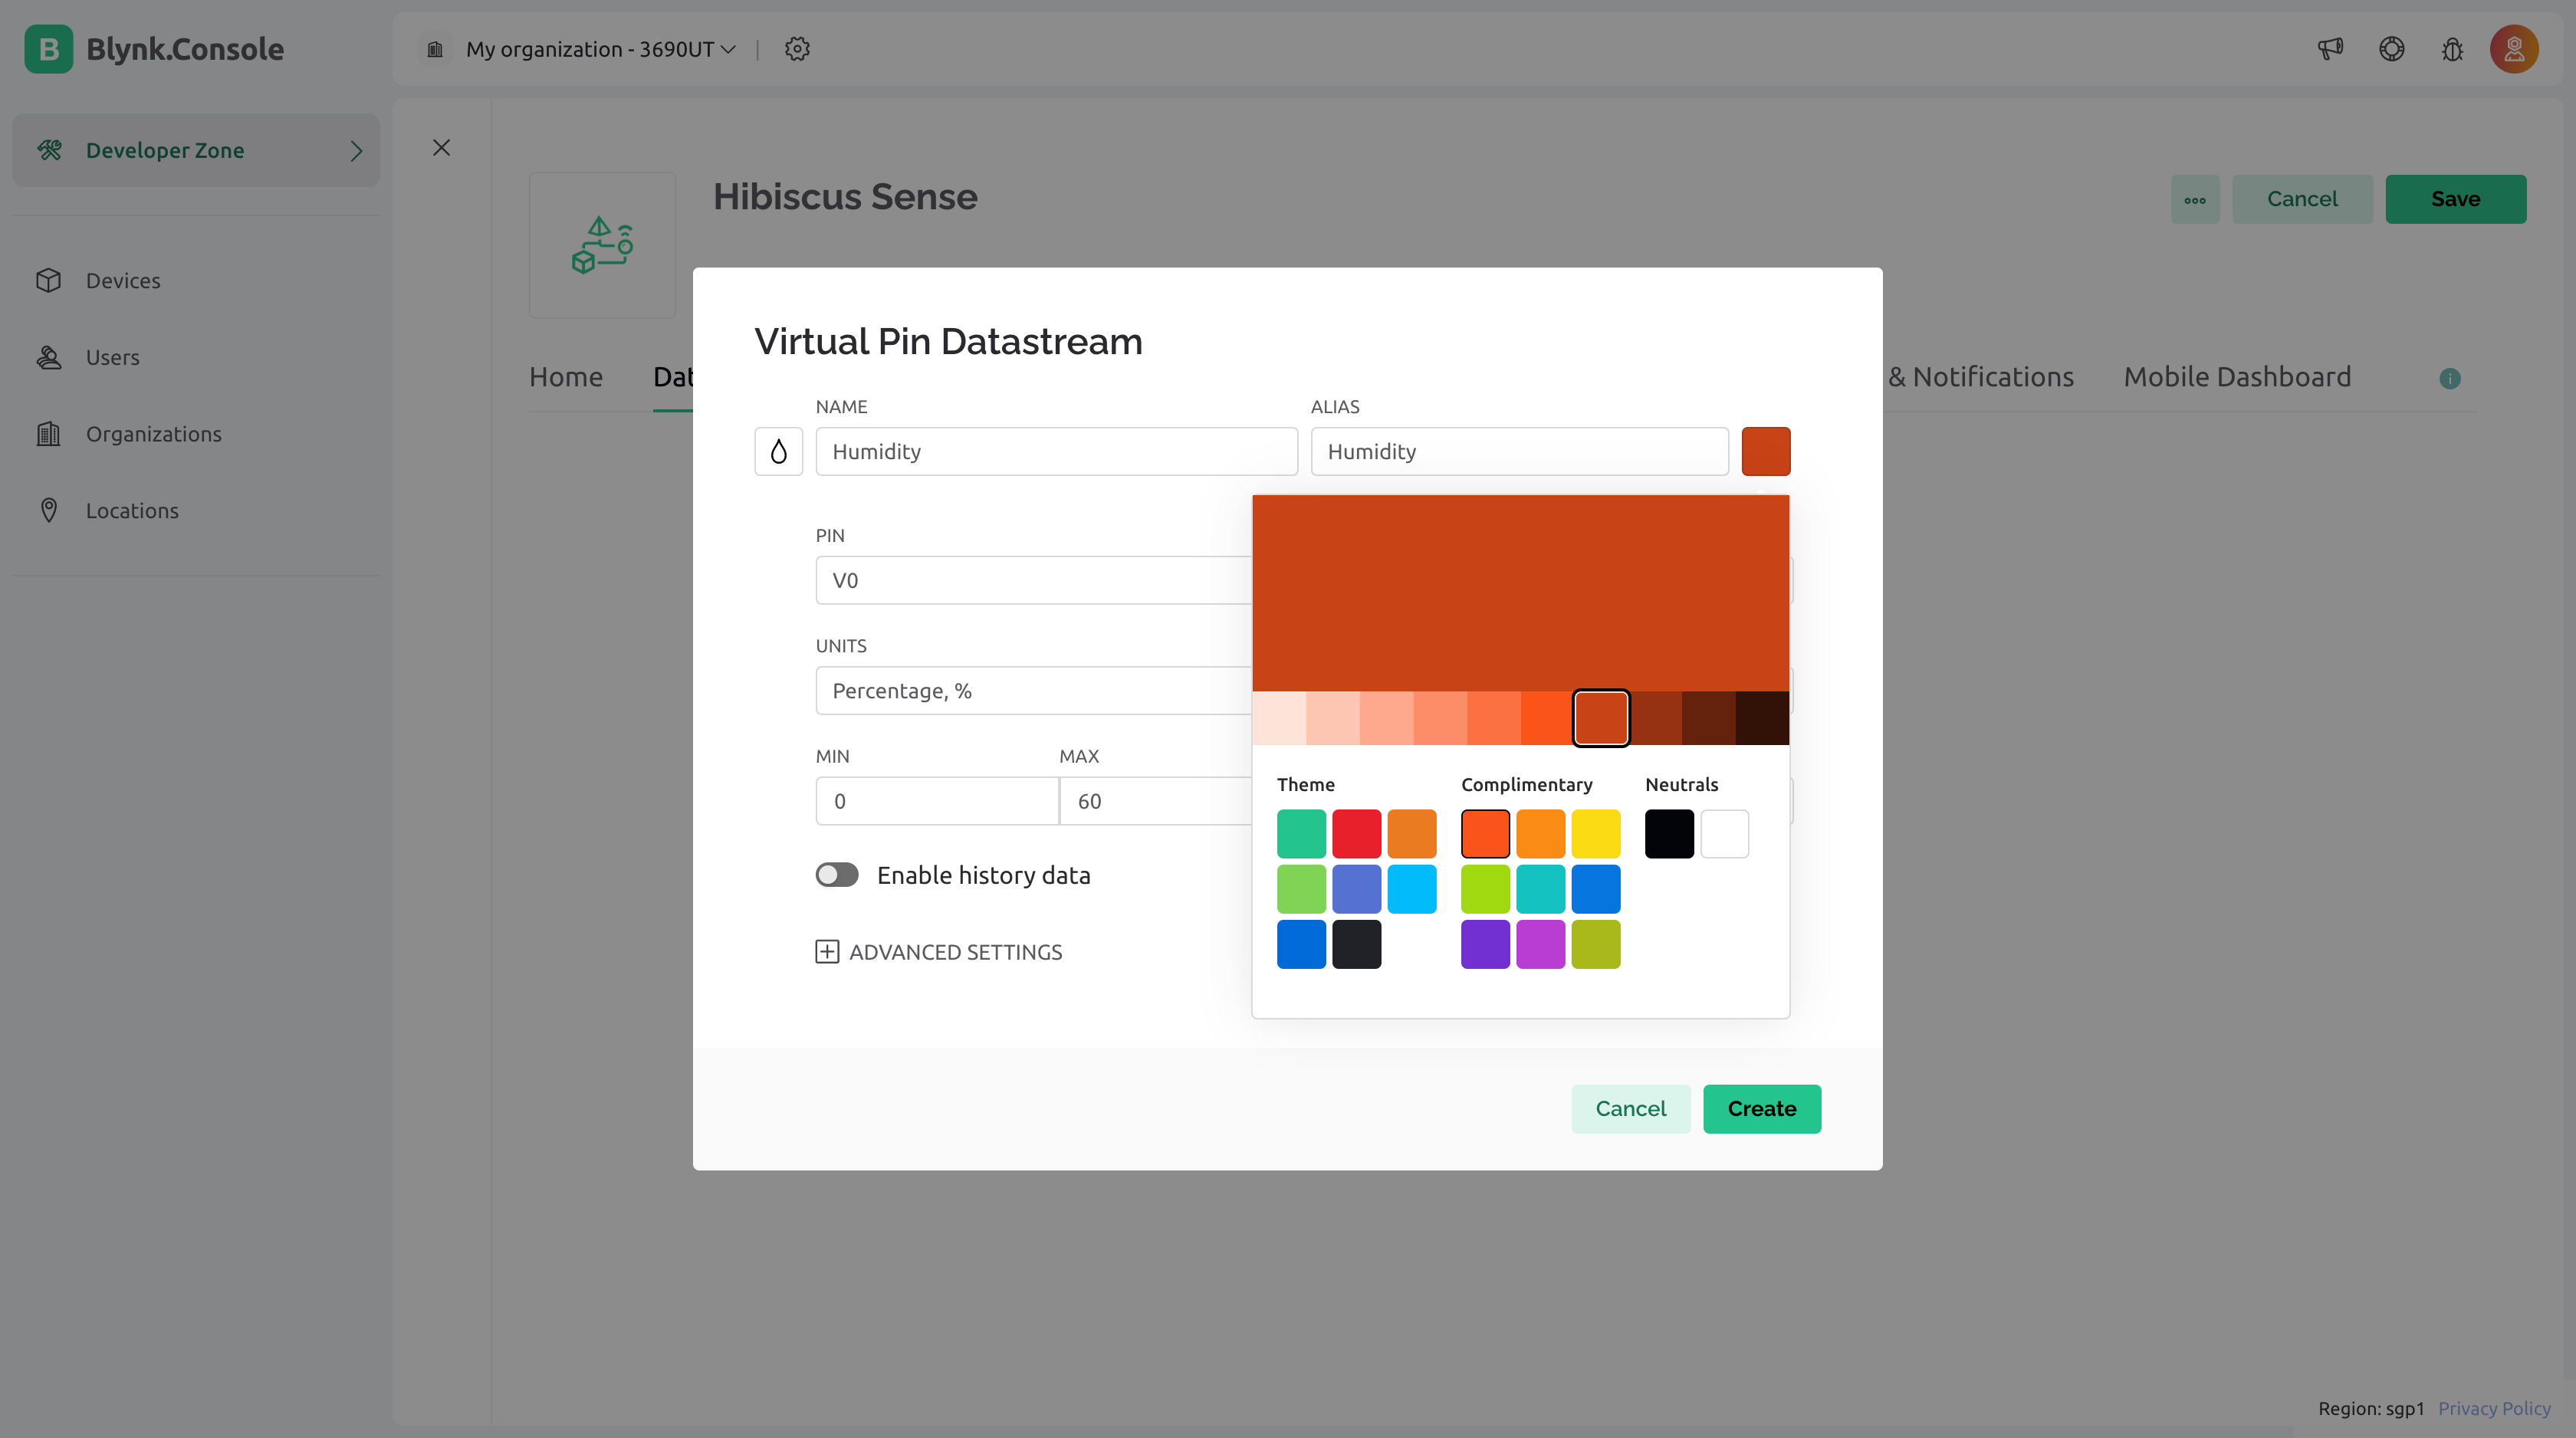 B Blynk.Console
My organization - 3690UT
Developer Zone
Devices
Users
Organizations
Locations
Hibiscus Sense
Cancel
Save
Home
Dat
& Notifications
Mobile Dashboard
i
Virtual Pin Datastream
NAME
ALIAS
Humidity
Humidity
PIN
V0
UNITS
Percentage, %
MIN
MAX
0
60
Enable history data
ADVANCED SETTINGS
Theme
Complimentary
Neutrals
Cancel
Create
Region: sgp1 Privacy Policy